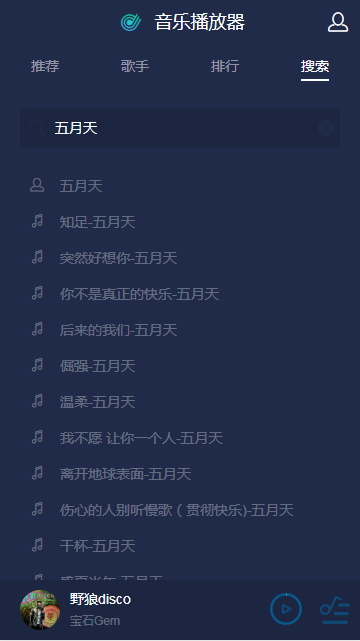 音乐播放器
推荐 歌手 排行 搜索
五月天
五月天
知足-五月天
突然好想你-五月天
你不是真正的快乐-五月天
后来的我们-五月天
倔强-五月天
温柔-五月天
我不愿 让你一个人-五月天
离开地球表面-五月天
伤心的人别听慢歌（贯彻快乐)-五月天
干杯-五月天
野狼disco
宝石Gem